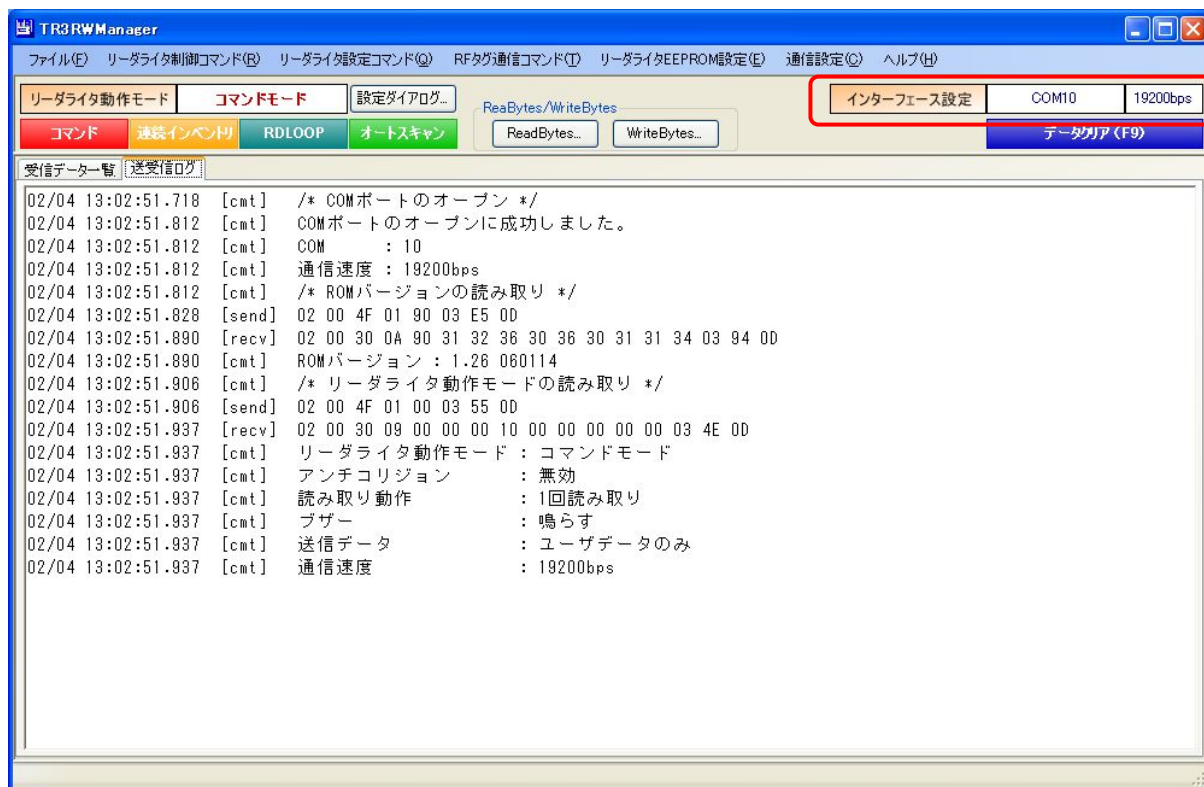 TR3RWManager
ファイル(F) リーダライタ制御コマンド(R) リーダライタ設定コマンド(Q) RFタグ通信コマンド(T) リーダライタEEPROM設定(E) 通信設定(C) ヘルプ(H)
リーダライタ動作モード コマンドモード 設定ダイアログ... ReaBytes/WriteBytes インターフェース設定 COM10 19200bps
コマンド 連続インベントリ RDLOOP オートスキャン ReadBytes... WriteBytes... データクリア(F9)
受信データ一覧 送受信ログ
02/04 13:02:51.718 [cmt] /* COMポートのオープン */
02/04 13:02:51.812 [cmt] COMポートのオープンに成功しました。
02/04 13:02:51.812 [cmt] COM : 10
02/04 13:02:51.812 [cmt] 通信速度 : 19200bps
02/04 13:02:51.812 [cmt] /* ROMバージョンの読み取り */
02/04 13:02:51.828 [send] 02 00 4F 01 90 03 E5 0D
02/04 13:02:51.890 [recv] 02 00 30 0A 90 31 32 36 30 36 30 31 31 34 03 94 0D
02/04 13:02:51.890 [cmt] ROMバージョン : 1.26 060114
02/04 13:02:51.906 [cmt] /* リーダライタ動作モードの読み取り */
02/04 13:02:51.906 [send] 02 00 4F 01 00 03 55 0D
02/04 13:02:51.937 [recv] 02 00 30 09 00 00 00 10 00 00 00 00 00 03 4E 0D
02/04 13:02:51.937 [cmt] リーダライタ動作モード : コマンドモード
02/04 13:02:51.937 [cmt] アンチコリジョン : 無効
02/04 13:02:51.937 [cmt] 読み取り動作 : 1回読み取り
02/04 13:02:51.937 [cmt] ブザー : 鳴らす
02/04 13:02:51.937 [cmt] 送信データ : ユーザデータのみ
02/04 13:02:51.937 [cmt] 通信速度 : 19200bps